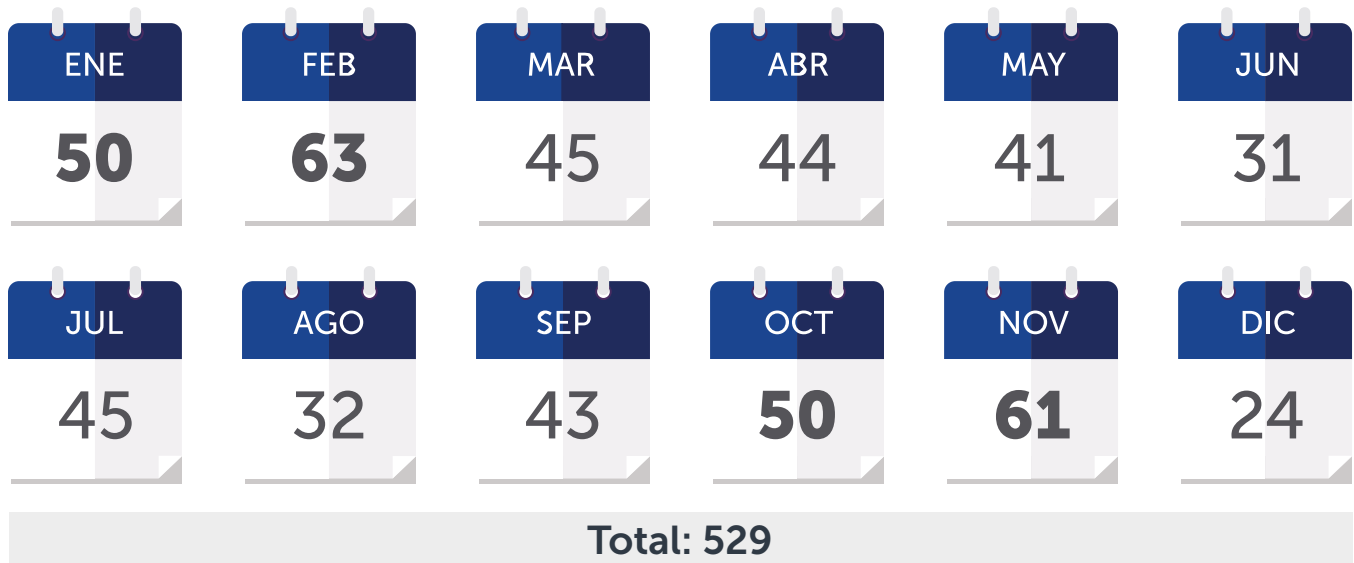 ENE FEB MAR ABR MAY JUN
50 63 45 44 41 31
JUL AGO SEP OCT NOV DIC
45 32 43 50 61 24
Total: 529